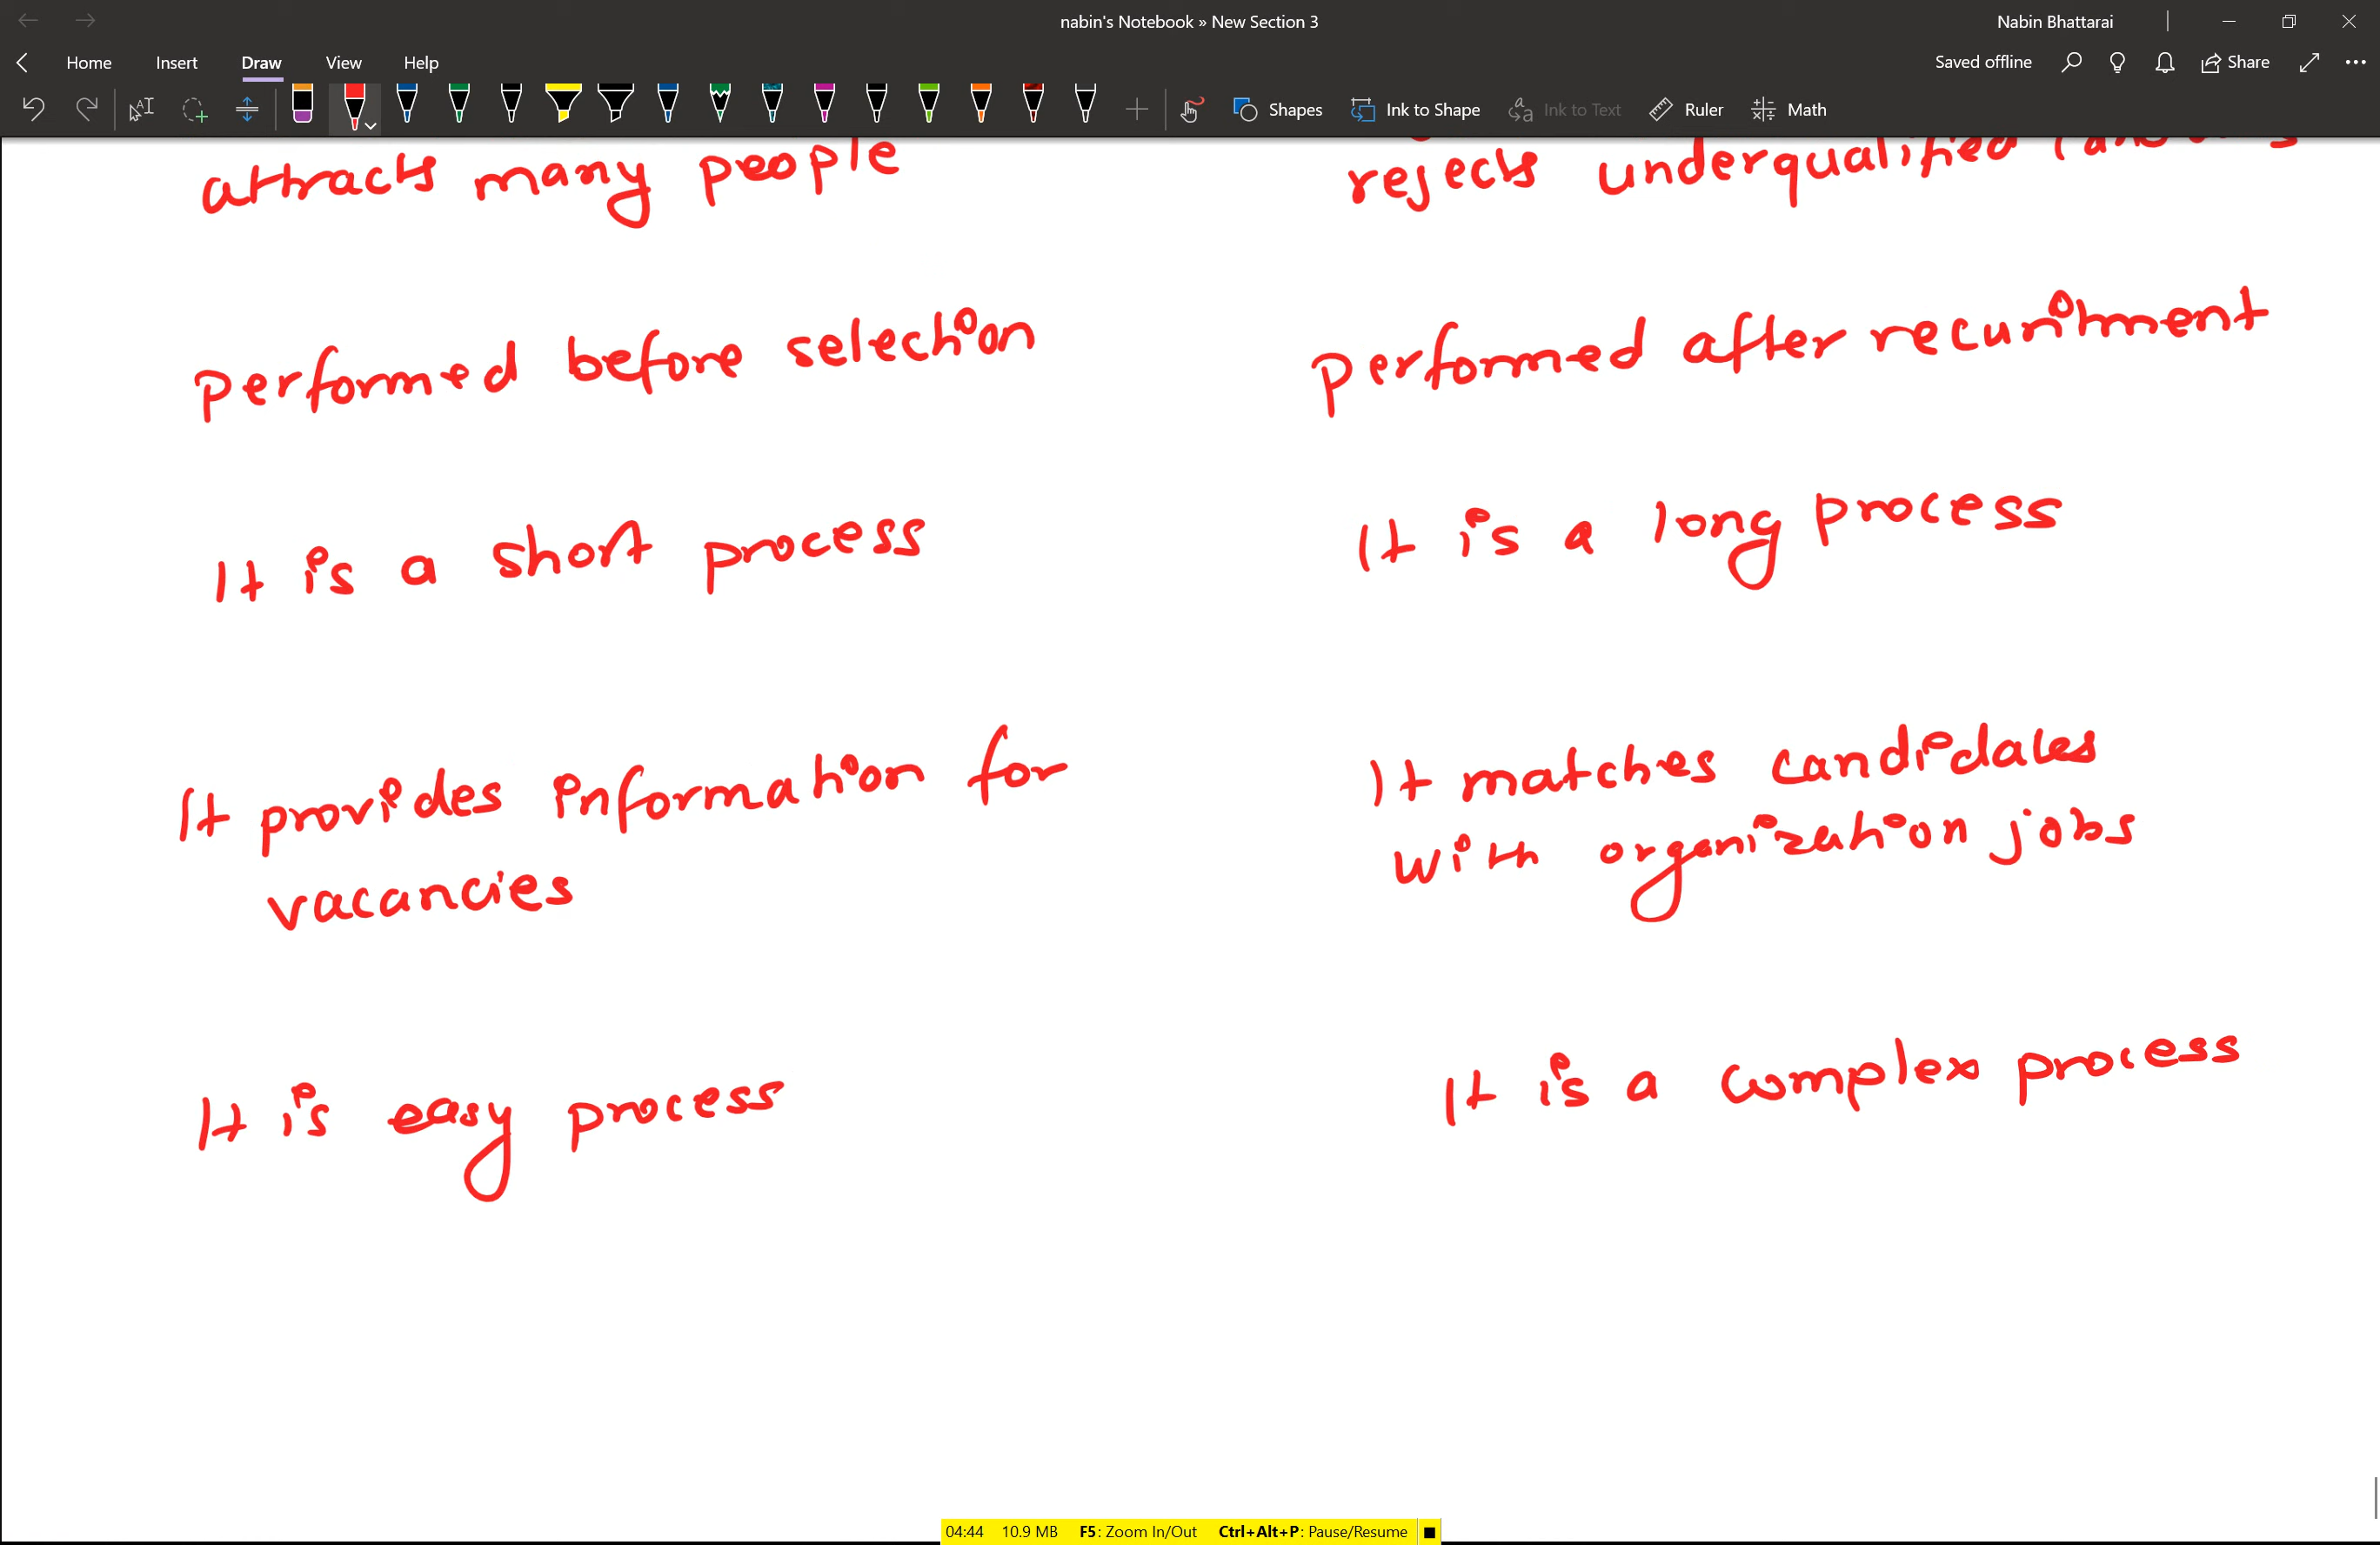 nabin's Notebook » New Section 3
Nabin Bhattarai
Home Insert Draw View Help
Saved offline
Share
Shapes Ink to Shape Ink to Text Ruler Math
attracts many people
rejects underqualified
performed before selection
performed after recuritment
It is a short process
It is a long process
It provides information for
vacancies
It matches candidates
with organization jobs
It is easy process
It is a complex process
04:44 10.9 MB F5: Zoom In/Out Ctrl+Alt+P: Pause/Resume